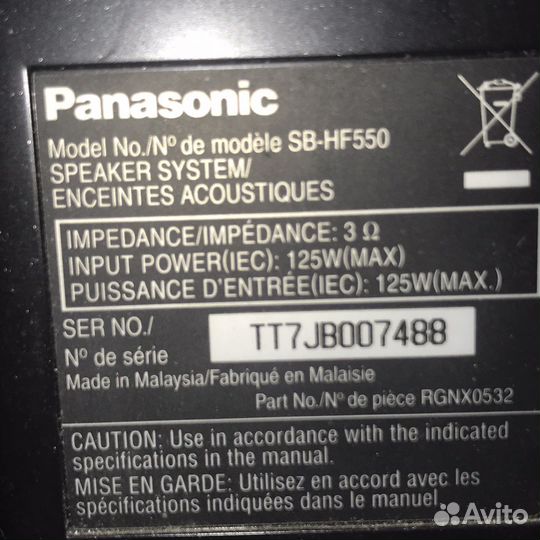 Panasonic
Model No./Nº de modèle SB-HF550
SPEAKER SYSTEM/
ENCEINTES ACOUSTIQUES
IMPEDANCE/IMPÉDANCE: 3 Ω
INPUT POWER(IEC): 125W(MAX)
PUISSANCE D'ENTRÉE(IEC): 125W(MAX.)
SER NO./
Nº de série
TT7JB007488
Made in Malaysia/Fabriqué en Malaisie
Part No./Nº de pièce RGNX0532
CAUTION: Use in accordance with the indicated
specifications in the manual.
MISE EN GARDE: Utilisez en accord avec les
spécifications indiquées dans le manuel.
Avito